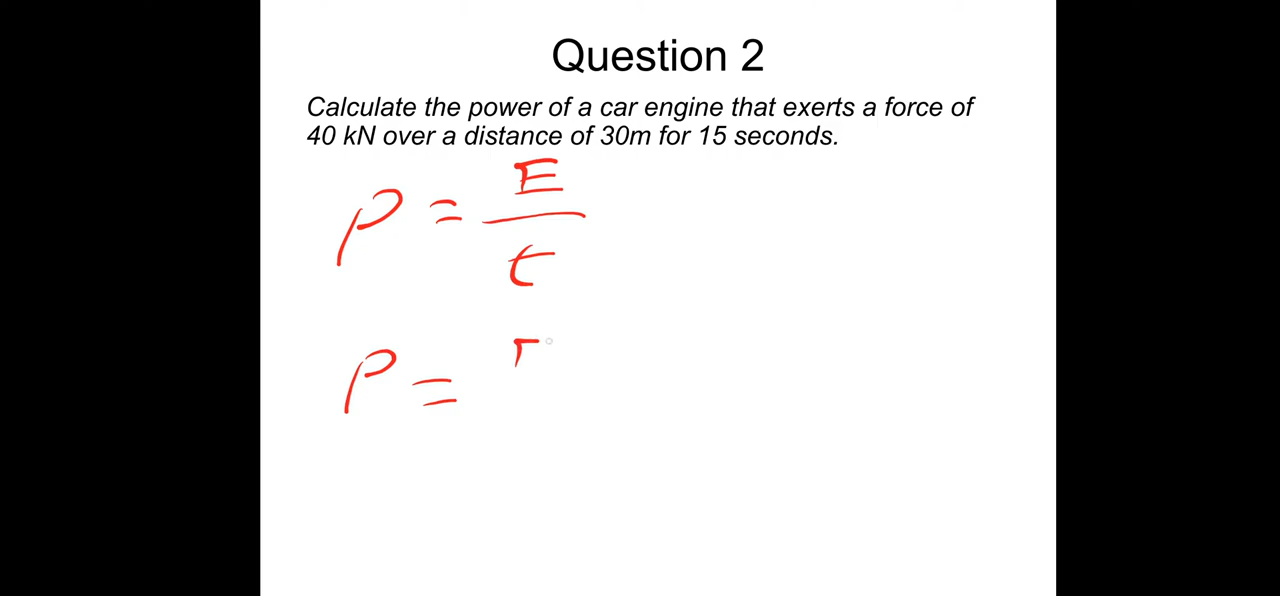 Question 2
Calculate the power of a car engine that exerts a force of
40 kN over a distance of 30m for 15 seconds.
P = E
t
P =